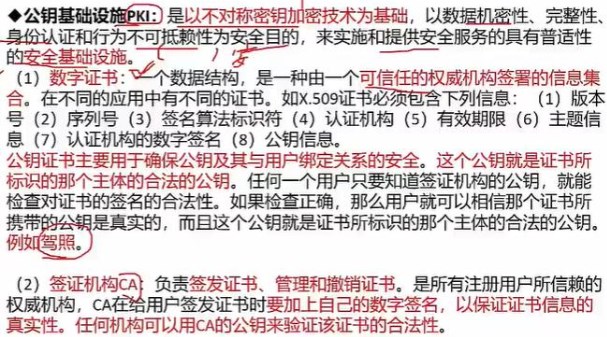 ◆公钥基础设施PKI：是以不对称密钥加密技术为基础，以数据机密性、完整性、
身份认证和行为不可抵赖性为安全目的，来实施和提供安全服务的具有普适性
的安全基础设施。
（1）数字证书：一个数据结构，是一种由一个可信任的权威机构签署的信息集
合。在不同的应用中有不同的证书。如X.509证书必须包含下列信息：（1）版本
号（2）序列号（3）签名算法标识符（4）认证机构（5）有效期限（6）主题信
息（7）认证机构的数字签名（8）公钥信息。
公钥证书主要用于确保公钥及其与用户绑定关系的安全。这个公钥就是证书所
标识的那个主体的合法的公钥。任何一个用户只要知道签证机构的公钥，就能
检查对证书的签名的合法性。如果检查正确，那么用户就可以相信那个证书所
携带的公钥是真实的，而且这个公钥就是证书所标识的那个主体的合法的公钥。
例如驾照。
（2）签证机构CA：负责签发证书、管理和撤销证书。是所有注册用户所信赖的
权威机构，CA在给用户签发证书时要加上自己的数字签名，以保证证书信息的
真实性。任何机构可以用CA的公钥来验证该证书的合法性。